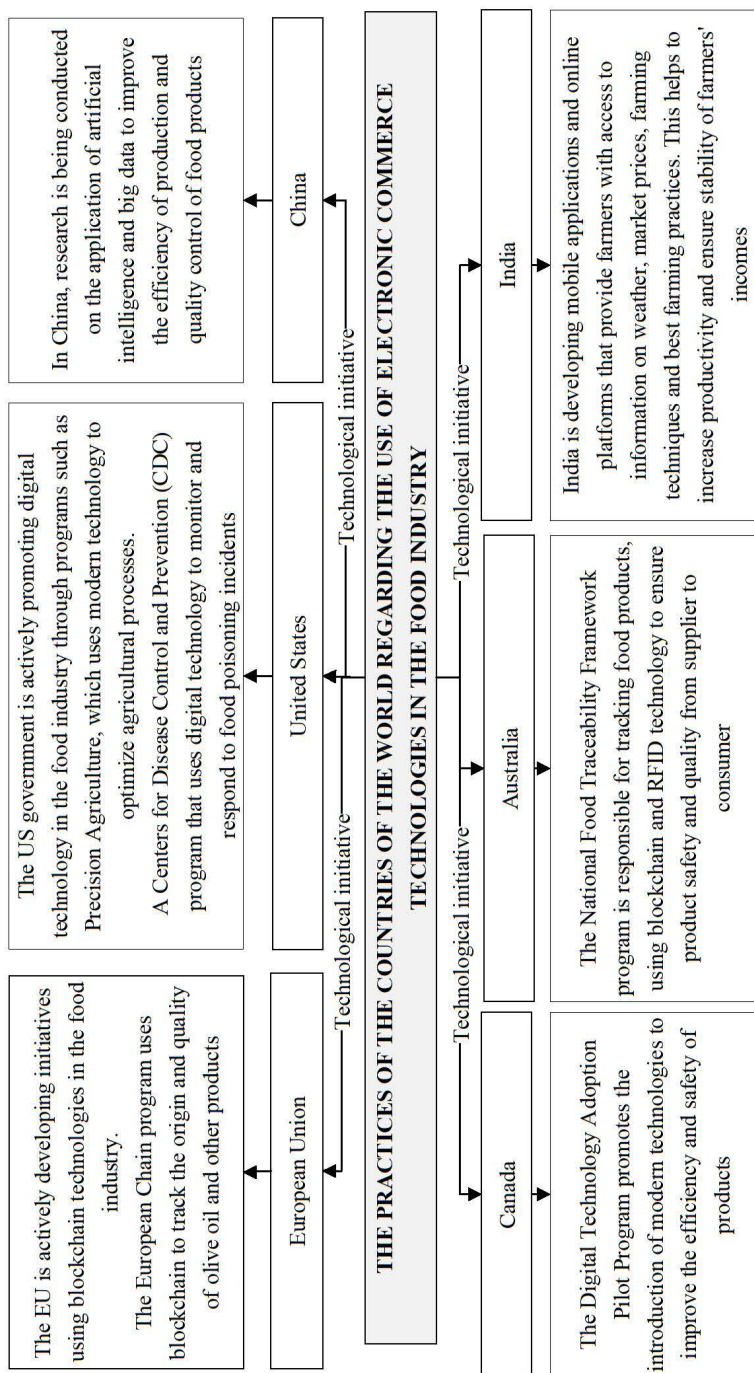 The EU is actively developing initiatives
using blockchain technologies in the food
industry.
The European Chain program uses
blockchain to track the origin and quality
of olive oil and other products
The US government is actively promoting digital
technology in the food industry through programs such as
Precision Agriculture, which uses modern technology to
optimize agricultural processes.
A Centers for Disease Control and Prevention (CDC)
program that uses digital technology to monitor and
respond to food poisoning incidents
In China, research is being conducted
on the application of artificial
intelligence and big data to improve
the efficiency of production and
quality control of food products
European Union
United States
China
Technological initiative
Technological initiative
THE PRACTICES OF THE COUNTRIES OF THE WORLD REGARDING THE USE OF ELECTRONIC COMMERCE
TECHNOLOGIES IN THE FOOD INDUSTRY
Technological initiative
Technological initiative
Canada
Australia
India
The Digital Technology Adoption
Pilot Program promotes the
introduction of modern technologies to
improve the efficiency and safety of
products
The National Food Traceability Framework
program is responsible for tracking food products,
using blockchain and RFID technology to ensure
product safety and quality from supplier to
consumer
India is developing mobile applications and online
platforms that provide farmers with access to
information on weather, market prices, farming
techniques and best farming practices. This helps to
increase productivity and ensure stability of farmers'
incomes